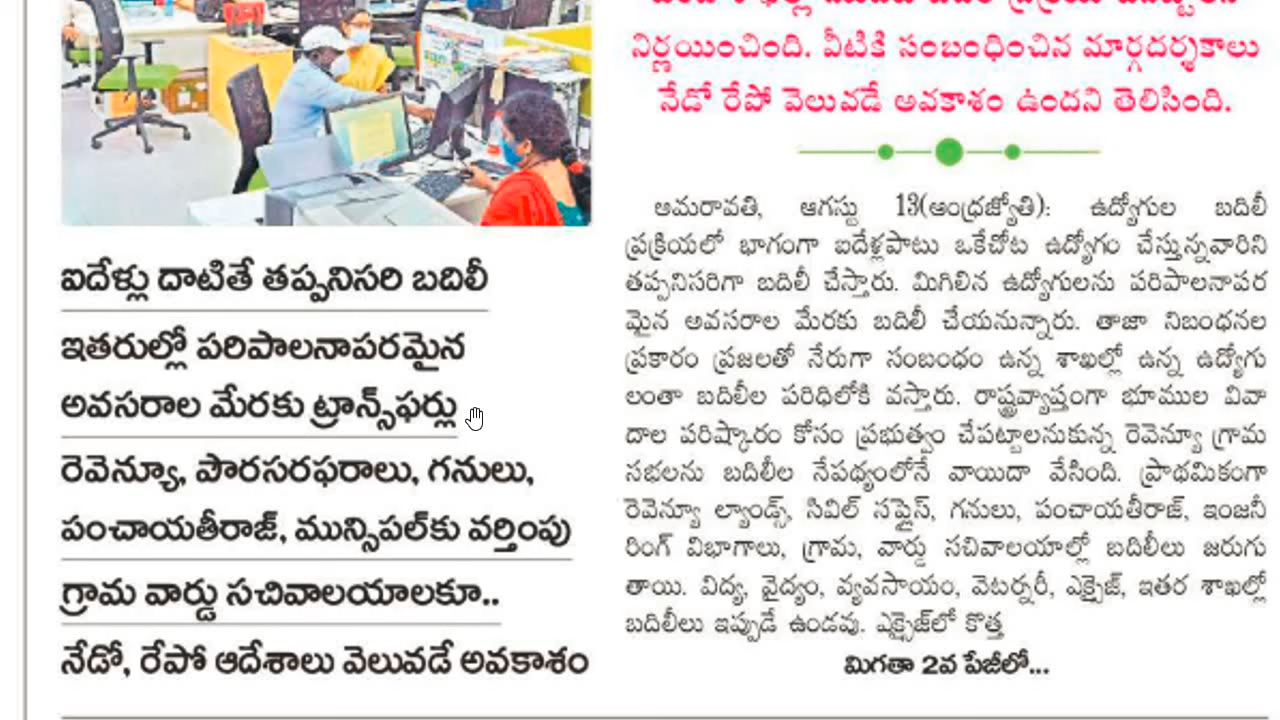 నిర్ణయించింది. వీటికి సంబంధించిన మార్గదర్శకాలు
నేడో రేపో వెలువడే అవకాశం ఉందని తెలిసింది.
ఐదేళ్లు దాటితే తప్పనిసరి బదిలీ
ఇతరుల్లో పరిపాలనాపరమైన
అవసరాల మేరకు ట్రాన్స్‌ఫర్లు
రెవెన్యూ, పౌరసరఫరాలు, గనులు,
పంచాయతీరాజ్, మున్సిపల్‌కు వర్తింపు
గ్రామ వార్డు సచివాలయాలకూ..
నేడో, రేపో ఆదేశాలు వెలువడే అవకాశం
అమరావతి, ఆగస్టు 13(ఆంధ్రజ్యోతి): ఉద్యోగుల బదిలీ
ప్రక్రియలో భాగంగా ఐదేళ్లపాటు ఒకేచోట ఉద్యోగం చేస్తున్నవారిని
తప్పనిసరిగా బదిలీ చేస్తారు. మిగిలిన ఉద్యోగులను పరిపాలనాపర
మైన అవసరాల మేరకు బదిలీ చేయనున్నారు. తాజా నిబంధనల
ప్రకారం ప్రజలతో నేరుగా సంబంధం ఉన్న శాఖల్లో ఉన్న ఉద్యోగు
లంతా బదిలీల పరిధిలోకి వస్తారు. రాష్ట్రవ్యాప్తంగా భూముల వివా
దాల పరిష్కారం కోసం ప్రభుత్వం చేపట్టాలనుకున్న రెవెన్యూ గ్రామ
సభలను బదిలీల నేపథ్యంలోనే వాయిదా వేసింది. ప్రాథమికంగా
రెవెన్యూ ల్యాండ్స్, సివిల్ సప్లైస్, గనులు, పంచాయతీరాజ్, ఇంజనీ
రింగ్ విభాగాలు, గ్రామ, వార్డు సచివాలయాల్లో బదిలీలు జరుగు
తాయి. విద్య, వైద్యం, వ్యవసాయం, వెటర్నరీ, ఎక్సైజ్, ఇతర శాఖల్లో
బదిలీలు ఇప్పుడే ఉండవు. ఎక్సైజ్‌లో కొత్త
మిగతా 2వ పేజీలో...